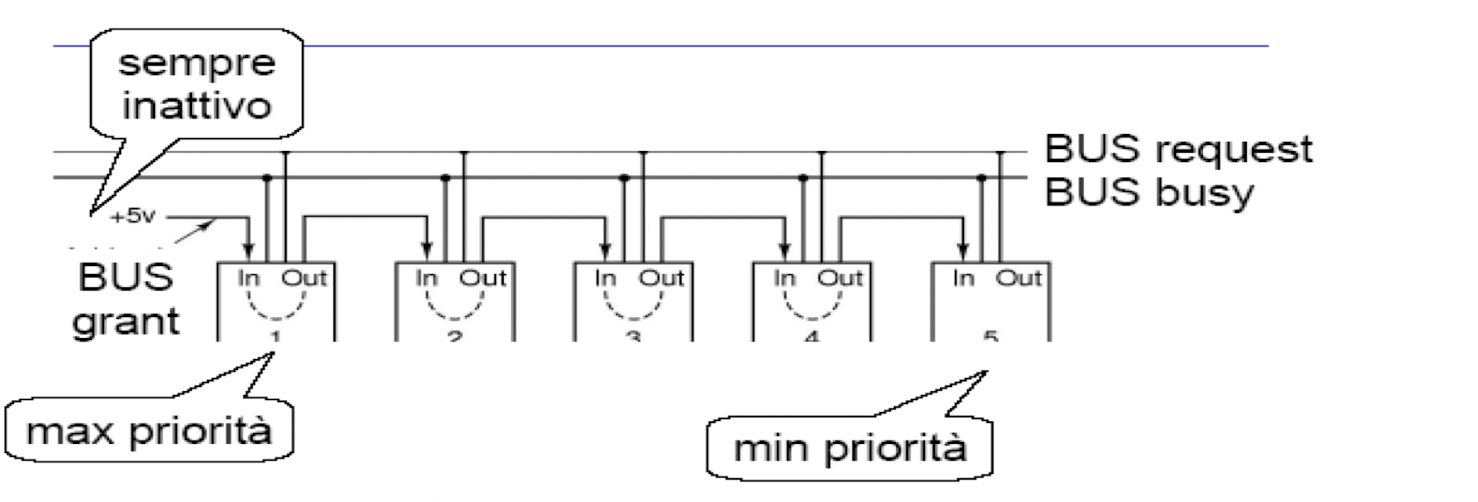 sempre
inattivo
BUS request
BUS busy
+5v
BUS
grant
In Out In Out In Out In Out In Out
1 2 3 4 5
max priorità
min priorità